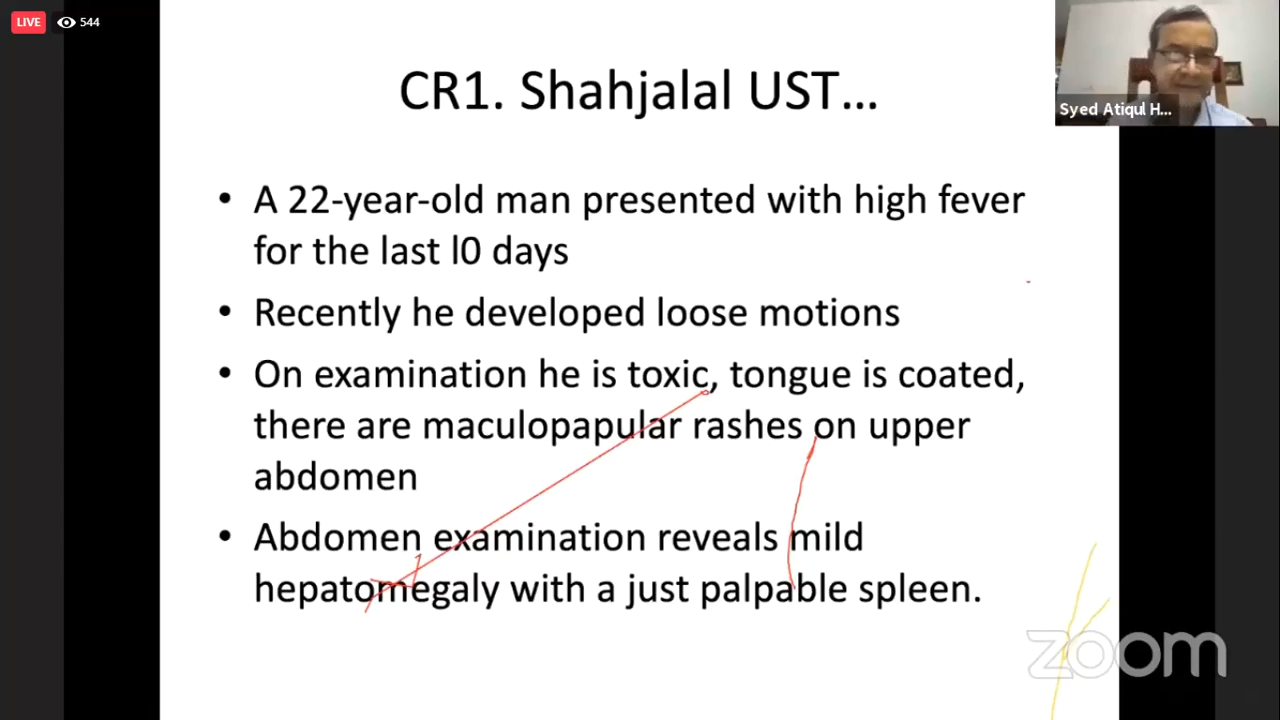 LIVE 544
CR1. Shahjalal UST...
Syed Atiqul H...
• A 22-year-old man presented with high fever
for the last l0 days
• Recently he developed loose motions
• On examination he is toxic, tongue is coated,
there are maculopapular rashes on upper
abdomen
• Abdomen examination reveals mild
hepatomegaly with a just palpable spleen.
zoom